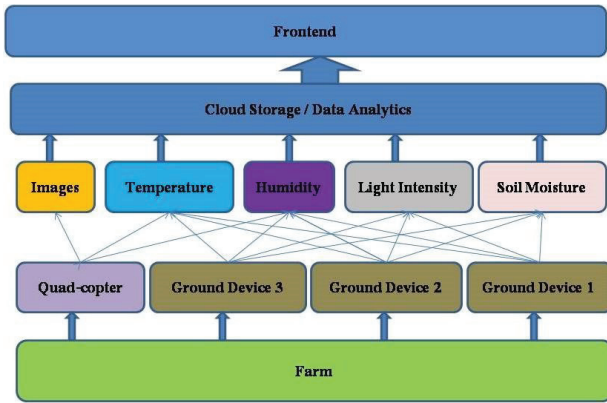 Frontend
Cloud Storage / Data Analytics
Images
Temperature
Humidity
Light Intensity
Soil Moisture
Quad-copter
Ground Device 3
Ground Device 2
Ground Device 1
Farm